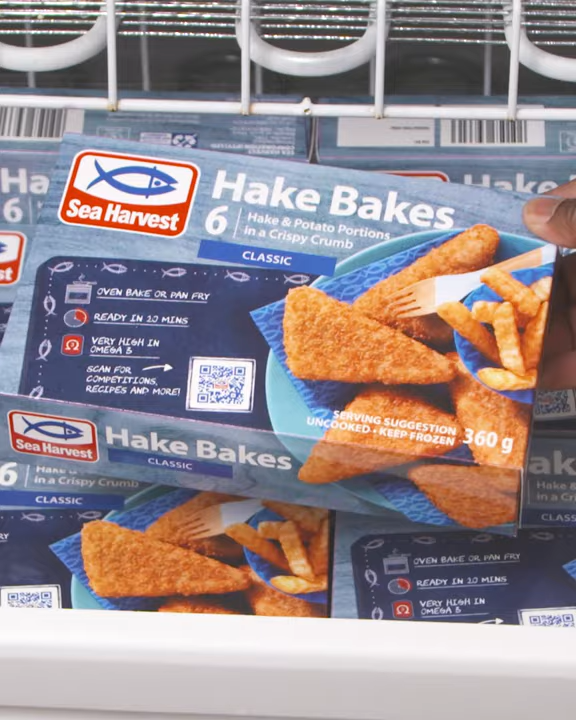 Hake Bakes
Sea Harvest
6
Hake & Potato Portions
in a Crispy Crumb
CLASSIC
OVEN BAKE OR PAN FRY
READY IN 20 MINS
VERY HIGH IN
OMEGA 3
SCAN FOR
COMPETITIONS,
RECIPES AND MORE!
SERVING SUGGESTION
UNCOOKED • KEEP FROZEN
360 g
Sea Harvest
Hake Bakes
CLASSIC
6
Hake & Potato Portions
in a Crispy Crumb
CLASSIC
OVEN BAKE OR PAN FRY
READY IN 20 MINS
VERY HIGH IN
OMEGA 3
CLASSIC